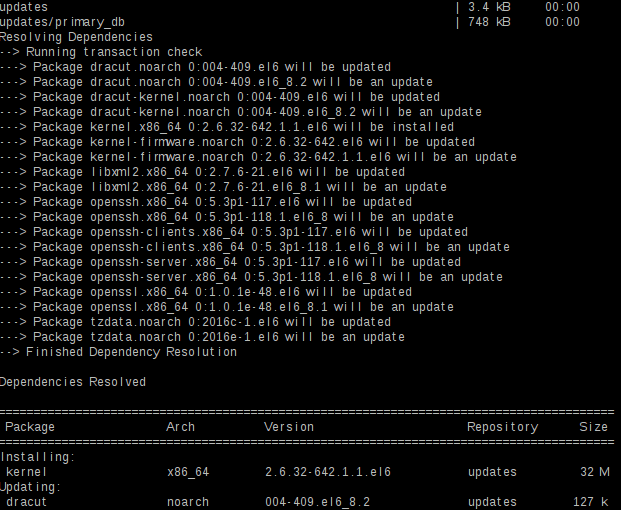 updates | 3.4 kB 00:00
updates/primary_db | 748 kB 00:00
Resolving Dependencies
--> Running transaction check
---> Package dracut.noarch 0:004-409.el6 will be updated
---> Package dracut.noarch 0:004-409.el6_8.2 will be an update
---> Package dracut-kernel.noarch 0:004-409.el6 will be updated
---> Package dracut-kernel.noarch 0:004-409.el6_8.2 will be an update
---> Package kernel.x86_64 0:2.6.32-642.1.1.el6 will be installed
---> Package kernel-firmware.noarch 0:2.6.32-642.el6 will be updated
---> Package kernel-firmware.noarch 0:2.6.32-642.1.1.el6 will be an update
---> Package libxml2.x86_64 0:2.7.6-21.el6 will be updated
---> Package libxml2.x86_64 0:2.7.6-21.el6_8.1 will be an update
---> Package openssh.x86_64 0:5.3p1-117.el6 will be updated
---> Package openssh.x86_64 0:5.3p1-118.1.el6_8 will be an update
---> Package openssh-clients.x86_64 0:5.3p1-117.el6 will be updated
---> Package openssh-clients.x86_64 0:5.3p1-118.1.el6_8 will be an update
---> Package openssh-server.x86_64 0:5.3p1-117.el6 will be updated
---> Package openssh-server.x86_64 0:5.3p1-118.1.el6_8 will be an update
---> Package openssl.x86_64 0:1.0.1e-48.el6 will be updated
---> Package openssl.x86_64 0:1.0.1e-48.el6_8.1 will be an update
---> Package tzdata.noarch 0:2016c-1.el6 will be updated
---> Package tzdata.noarch 0:2016e-1.el6 will be an update
--> Finished Dependency Resolution
Dependencies Resolved
Package Arch Version Repository Size
Installing:
kernel x86_64 2.6.32-642.1.1.el6 updates 32 M
Updating:
dracut noarch 004-409.el6_8.2 updates 127 k